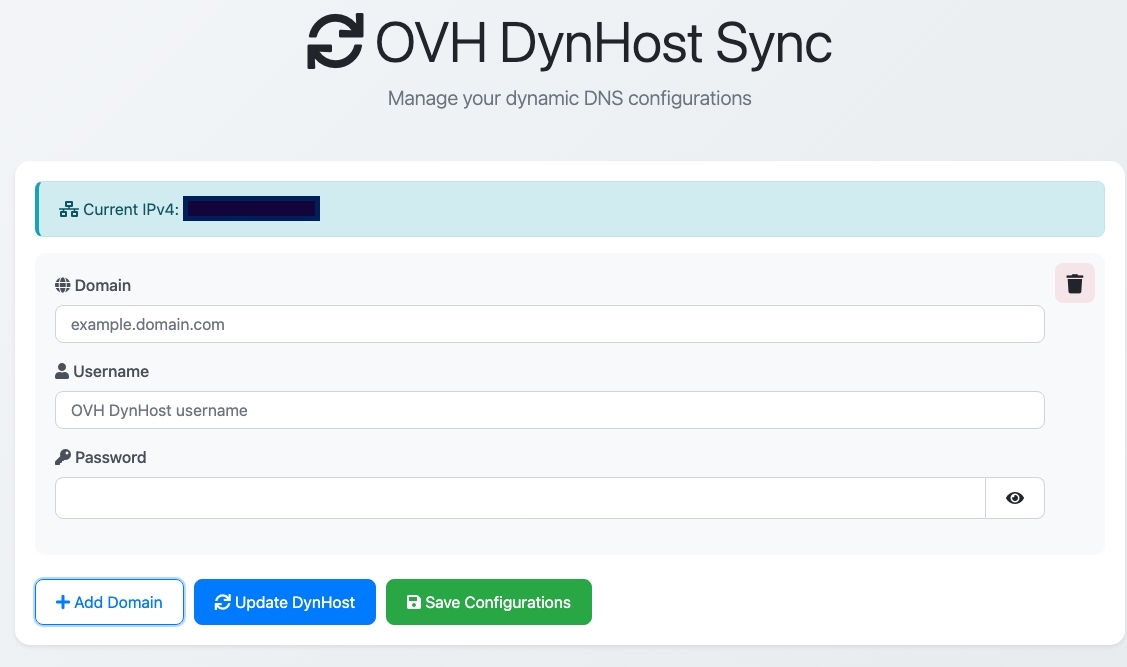 OVH DynHost Sync
Manage your dynamic DNS configurations
Current IPv4:
Domain
example.domain.com
Username
OVH DynHost username
Password
Add Domain
Update DynHost
Save Configurations